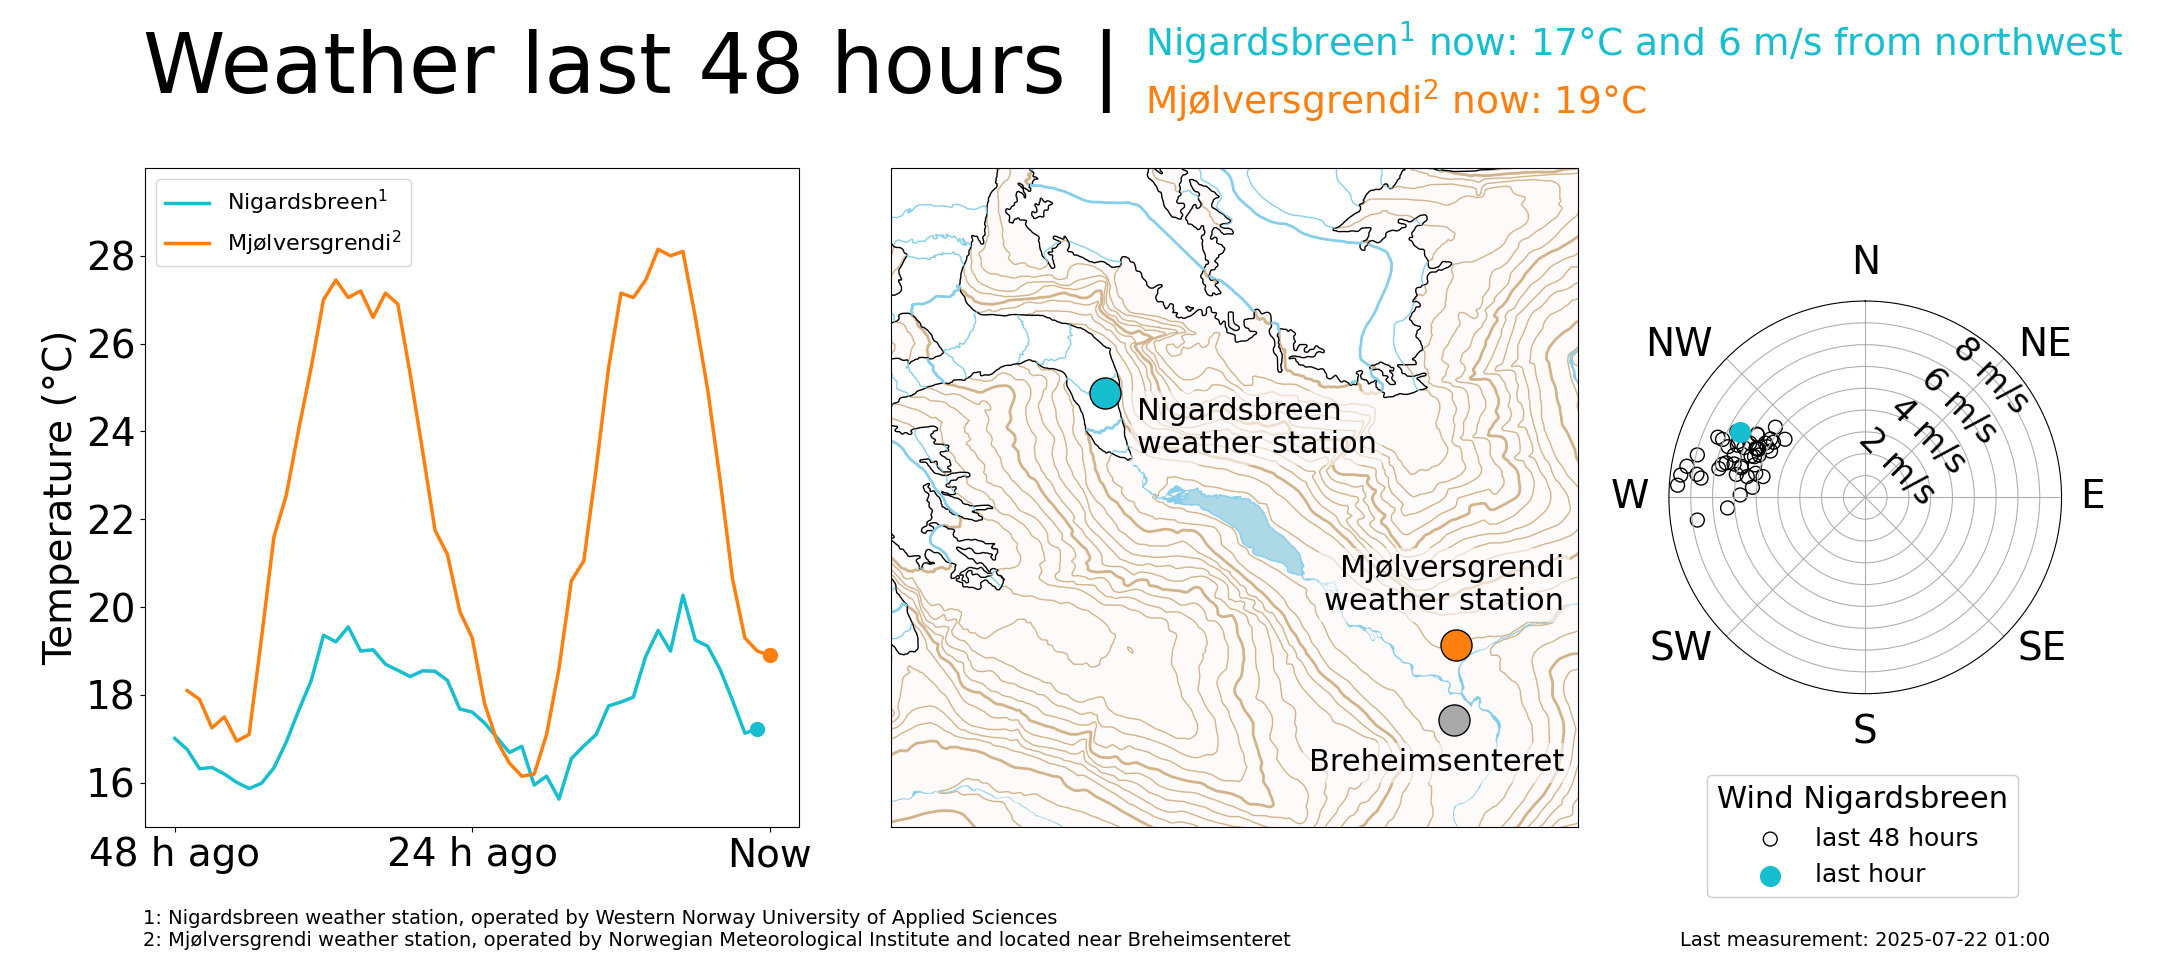 Weather last 48 hours |
Nigardsbreen¹ now: 17°C and 6 m/s from northwest
Mjølversgrendi² now: 19°C
Nigardsbreen¹
Mjølversgrendi²
Temperature (°C)
28
26
24
22
20
18
16
48 h ago
24 h ago
Now
Nigardsbreen
weather station
Mjølversgrendi
weather station
Breheimsenteret
N
NW
NE
W
E
SW
SE
S
8 m/s
6 m/s
4 m/s
2 m/s
Wind Nigardsbreen
last 48 hours
last hour
1: Nigardsbreen weather station, operated by Western Norway University of Applied Sciences
2: Mjølversgrendi weather station, operated by Norwegian Meteorological Institute and located near Breheimsenteret
Last measurement: 2025-07-22 01:00